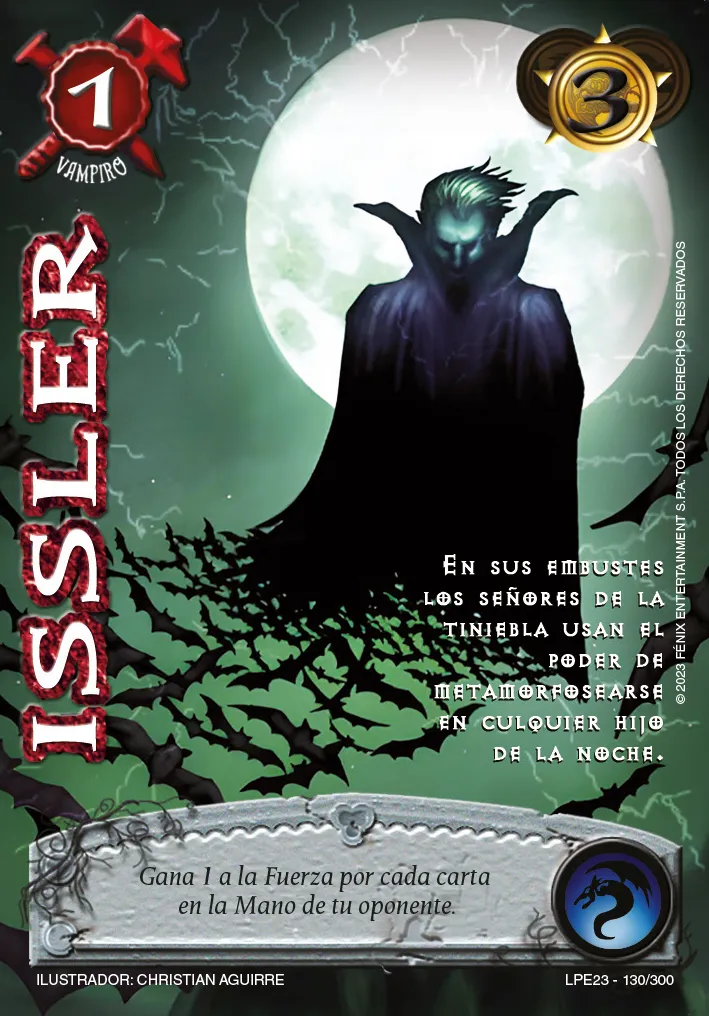 1
VAMPIRO
3
ISSLER
EN SUS EMBUSTES
LOS SEÑORES DE LA
TINIEBLA USAN EL
PODER DE
METAMORFOSEARSE
EN CULQUIER HIJO
DE LA NOCHE.
© 2023 FÉNIX ENTERTAINMENT S.P.A. TODOS LOS DERECHOS RESERVADOS
Gana 1 a la Fuerza por cada carta
en la Mano de tu oponente.
ILUSTRADOR: CHRISTIAN AGUIRRE
LPE23 - 130/300